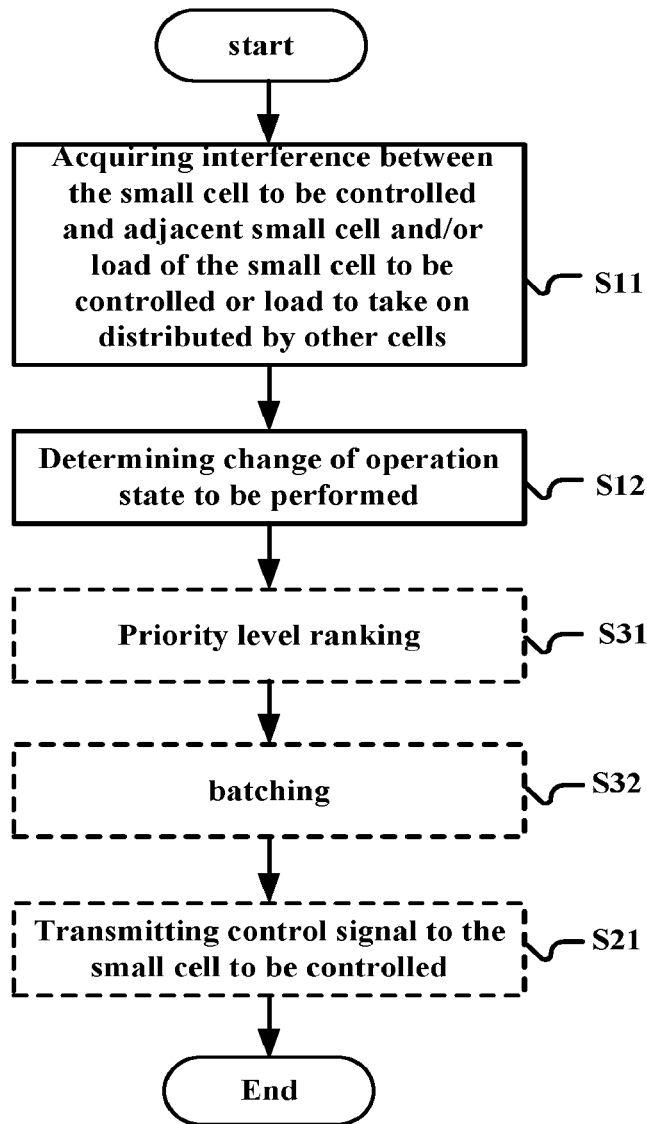 start
Acquiring interference between
the small cell to be controlled
and adjacent small cell and/or
load of the small cell to be
controlled or load to take on
distributed by other cells
S11
Determining change of operation
state to be performed
S12
Priority level ranking
S31
batching
S32
Transmitting control signal to the
small cell to be controlled
S21
End